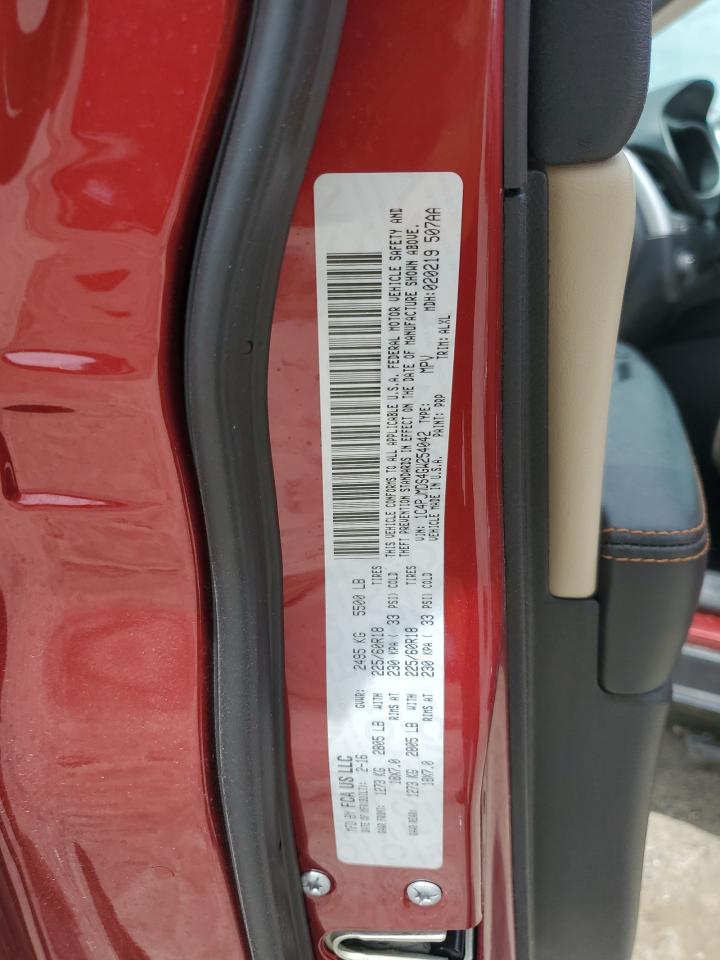 MFD BY FCA US LLC
DATE OF MFR(BUILT): 2-16 GVWR: 2495 KG 5500 LB
GAWR FRONT: 1273 KG 2805 LB WITH 225/60R18 TIRES
18X7.0 RIMS AT 230 KPA ( 33 PSI) COLD
GAWR REAR: 1273 KG 2805 LB WITH 225/60R18 TIRES
18X7.0 RIMS AT 230 KPA ( 33 PSI) COLD
THIS VEHICLE CONFORMS TO ALL APPLICABLE U.S.A. FEDERAL MOTOR VEHICLE SAFETY AND
THEFT PREVENTION STANDARDS IN EFFECT ON THE DATE OF MANUFACTURE SHOWN ABOVE.
VIN: 1C4PJMDS4GW254042 TYPE: MPV MDH:020219 507AA
VEHICLE MADE IN U.S.A. PAINT: PRP TRIM: ALXL